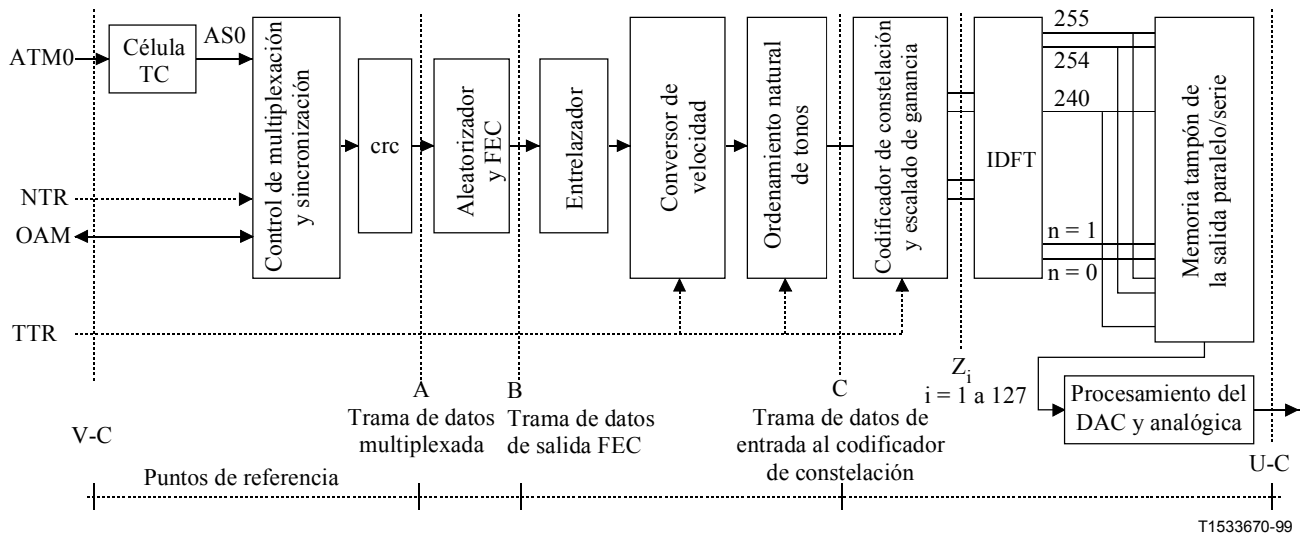 ATM0
Célula
TC
AS0
NTR
OAM
TTR
Control de multiplexación
y sincronización
crc
Aleatorizador
y FEC
Entrelazador
Conversor de
velocidad
Ordenamiento natural
de tonos
Codificador de constelación
y escalado de ganancia
IDFT
255
254
240
n = 1
n = 0
Memoria tampón de
la salida paralelo/serie
Z i
i = 1 a 127
Procesamiento del
DAC y analógica
V-C
A
Trama de datos
multiplexada
B
Trama de datos
de salida FEC
C
Trama de datos de
entrada al codificador
de constelación
U-C
Puntos de referencia
T1533670-99